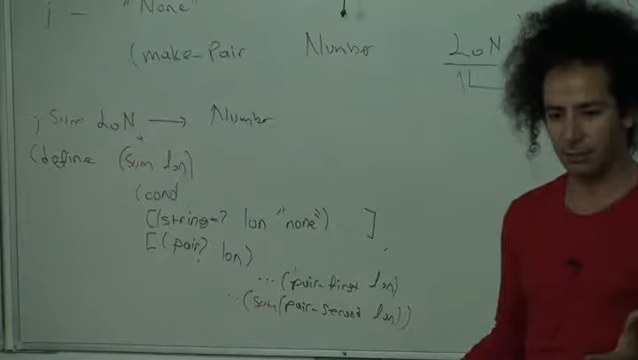 ; - "None"
(make-Pair Number LoN
; Sum LoN → Number
(define (sum lon)
(cond
[(string=? lon "none") ]
[(pair? lon)
... (pair-first lon)
... (sum(pair-second lon))